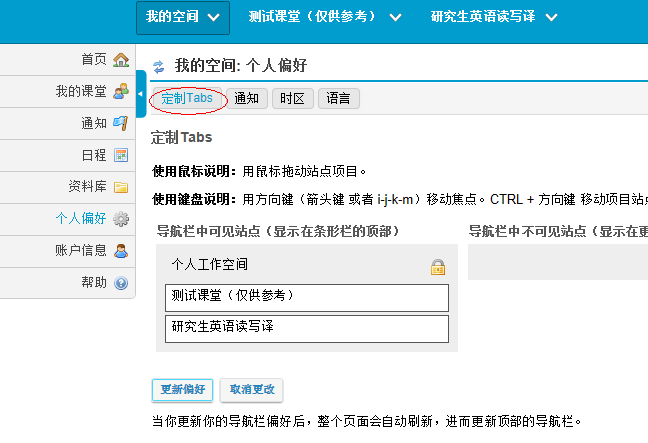 我的空间 测试课堂（仅供参考） 研究生英语读写译
首页
我的课堂
通知
日程
资料库
个人偏好
账户信息
帮助
我的空间: 个人偏好
定制Tabs 通知 时区 语言
定制Tabs
使用鼠标说明：用鼠标拖动站点项目。
使用键盘说明：用方向键（箭头键 或者 i-j-k-m）移动焦点。CTRL + 方向键 移动项目站点
导航栏中可见站点（显示在条形栏的顶部）
个人工作空间
测试课堂（仅供参考）
研究生英语读写译
导航栏中不可见站点（显示在更
更新偏好 取消更改
当你更新你的导航栏偏好后，整个页面会自动刷新，进而更新顶部的导航栏。